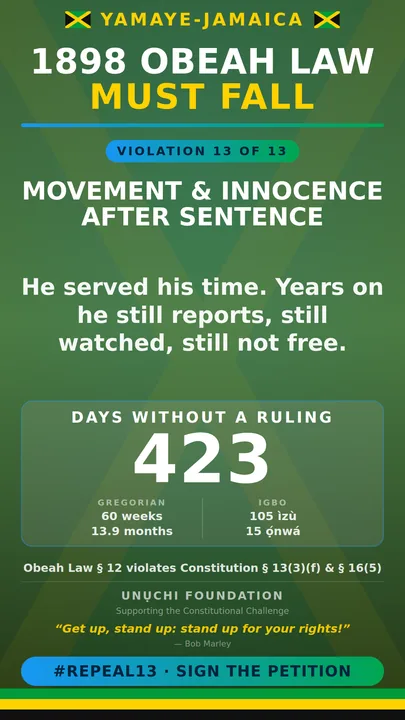 YAMAYE-JAMAICA
1898 OBEAH LAW
MUST FALL
VIOLATION 13 OF 13
MOVEMENT & INNOCENCE
AFTER SENTENCE
He served his time. Years on
he still reports, still
watched, still not free.
DAYS WITHOUT A RULING
423
GREGORIAN
60 weeks
13.9 months
IGBO
105 ìzù
15 ọ́nwá
Obeah Law § 12 violates Constitution § 13(3)(f) & § 16(5)
UNỤCHI FOUNDATION
Supporting the Constitutional Challenge
“Get up, stand up: stand up for your rights!”
— Bob Marley
#REPEAL13 · SIGN THE PETITION